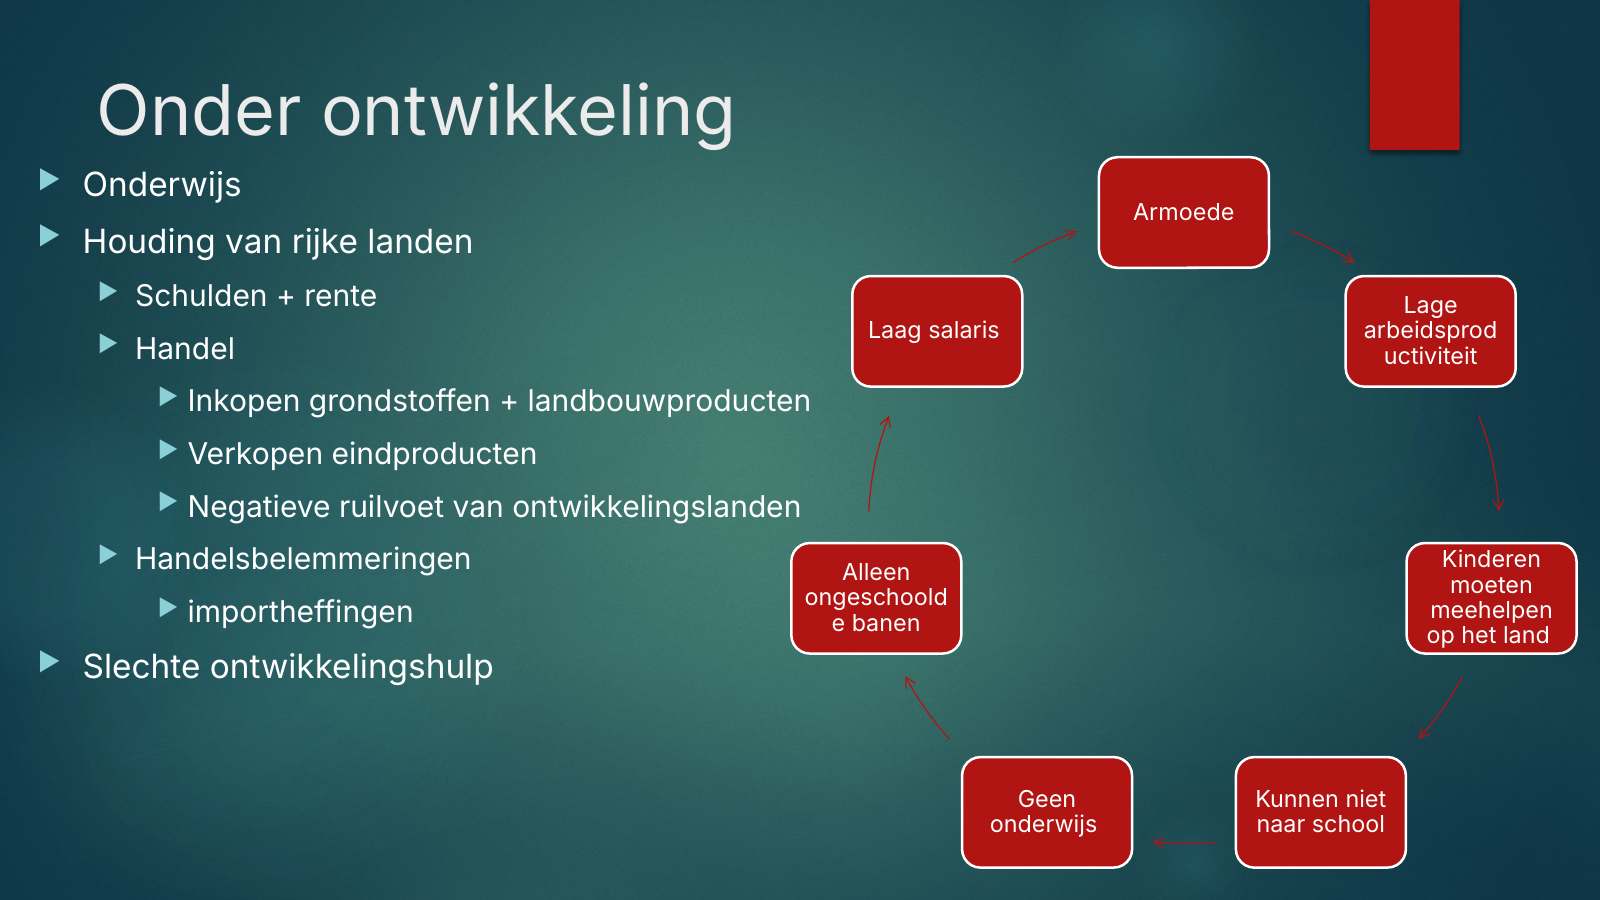 Onder ontwikkeling
Onderwijs
Houding van rijke landen
Schulden + rente
Handel
Inkopen grondstoffen + landbouwproducten
Verkopen eindproducten
Negatieve ruilvoet van ontwikkelingslanden
Handelsbelemmeringen
importheffingen
Slechte ontwikkelingshulp
Armoede
Lage
arbeidsprod
uctiviteit
Kinderen
moeten
meehelpen
op het land
Kunnen niet
naar school
Geen
onderwijs
Alleen
ongeschoold
e banen
Laag salaris